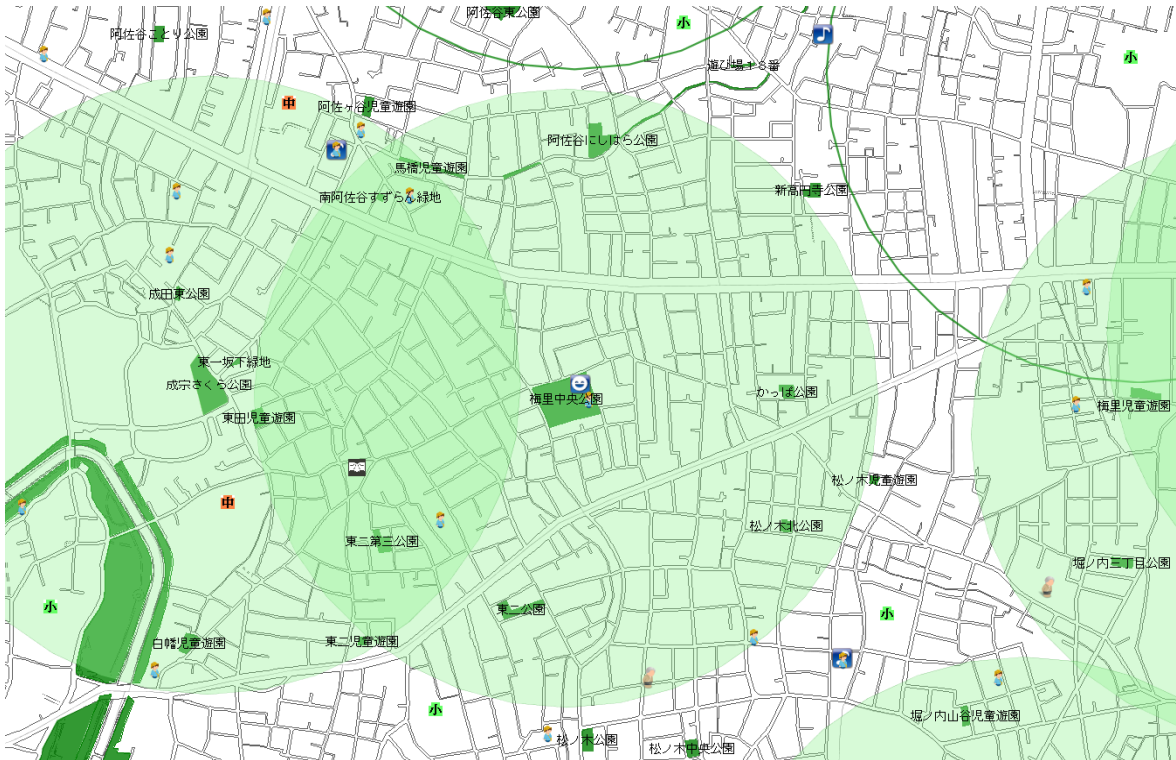 阿佐谷東公園
小
阿佐谷ことり公園
小
遊び場18番
中
阿佐ヶ谷児童遊園
阿佐谷にしはら公園
馬橋児童遊園
新高円寺公園
南阿佐谷すずらん緑地
成田東公園
東一坂下緑地
成宗さくら公園
かっぱ公園
梅里中央公園
梅里児童遊園
東田児童遊園
松ノ木児童遊園
中
松ノ木北公園
東二第三公園
堀ノ内三丁目公園
小
東二公園
小
白幡児童遊園
東二児童遊園
小
堀ノ内山谷児童遊園
松ノ木公園
松ノ木中央公園